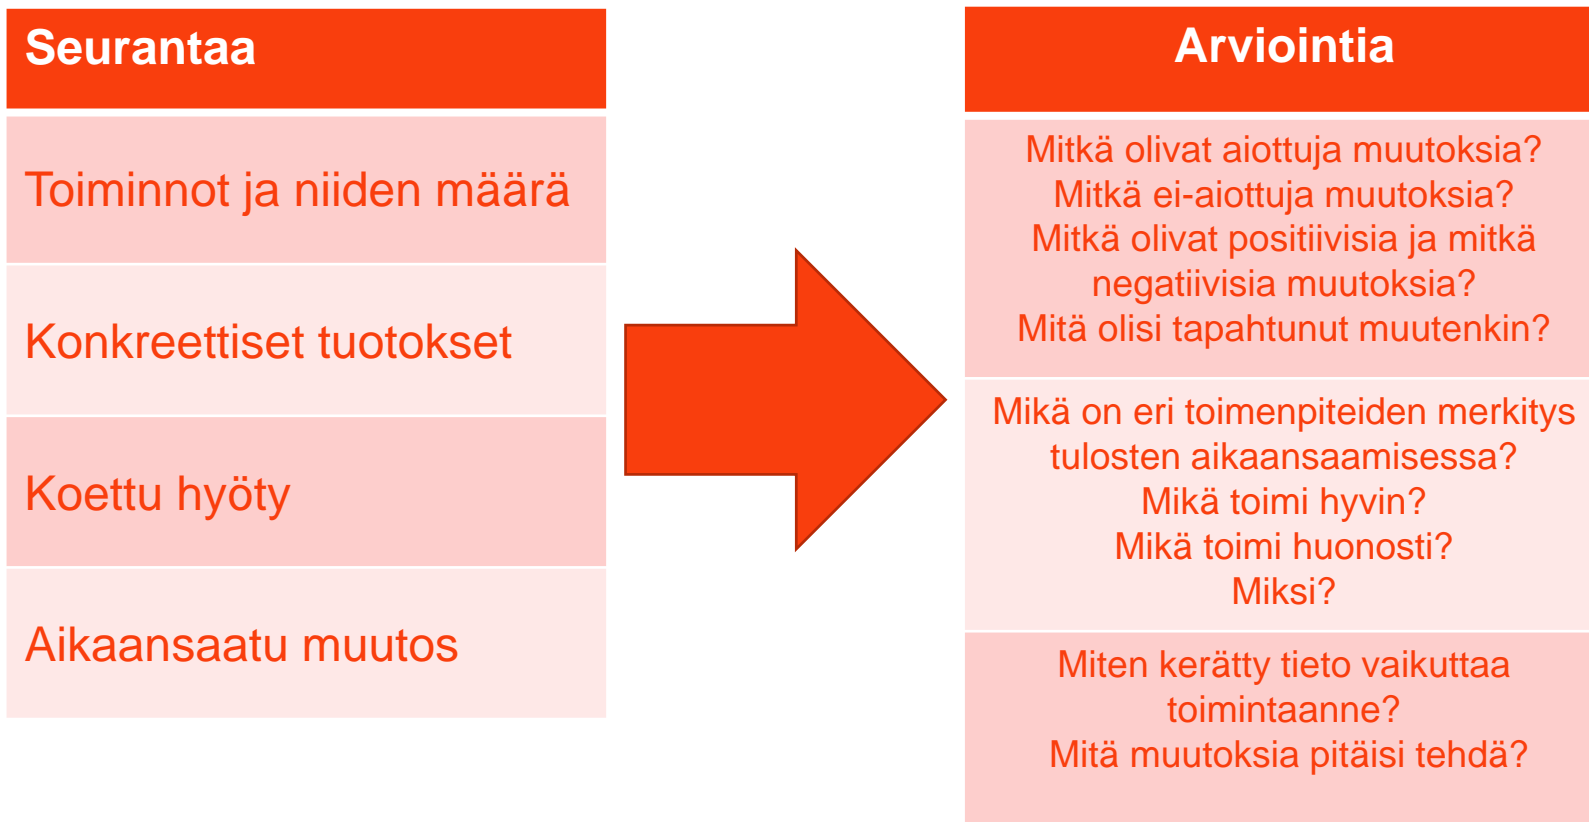 Seurantaa
Toiminnot ja niiden määrä
Konkreettiset tuotokset
Koettu hyöty
Aikaansaatu muutos
Arviointia
Mitkä olivat aiottuja muutoksia?
Mitkä ei-aiottuja muutoksia?
Mitkä olivat positiivisia ja mitkä
negatiivisia muutoksia?
Mitä olisi tapahtunut muutenkin?
Mikä on eri toimenpiteiden merkitys
tulosten aikaansaamisessa?
Mikä toimi hyvin?
Mikä toimi huonosti?
Miksi?
Miten kerätty tieto vaikuttaa
toimintaanne?
Mitä muutoksia pitäisi tehdä?